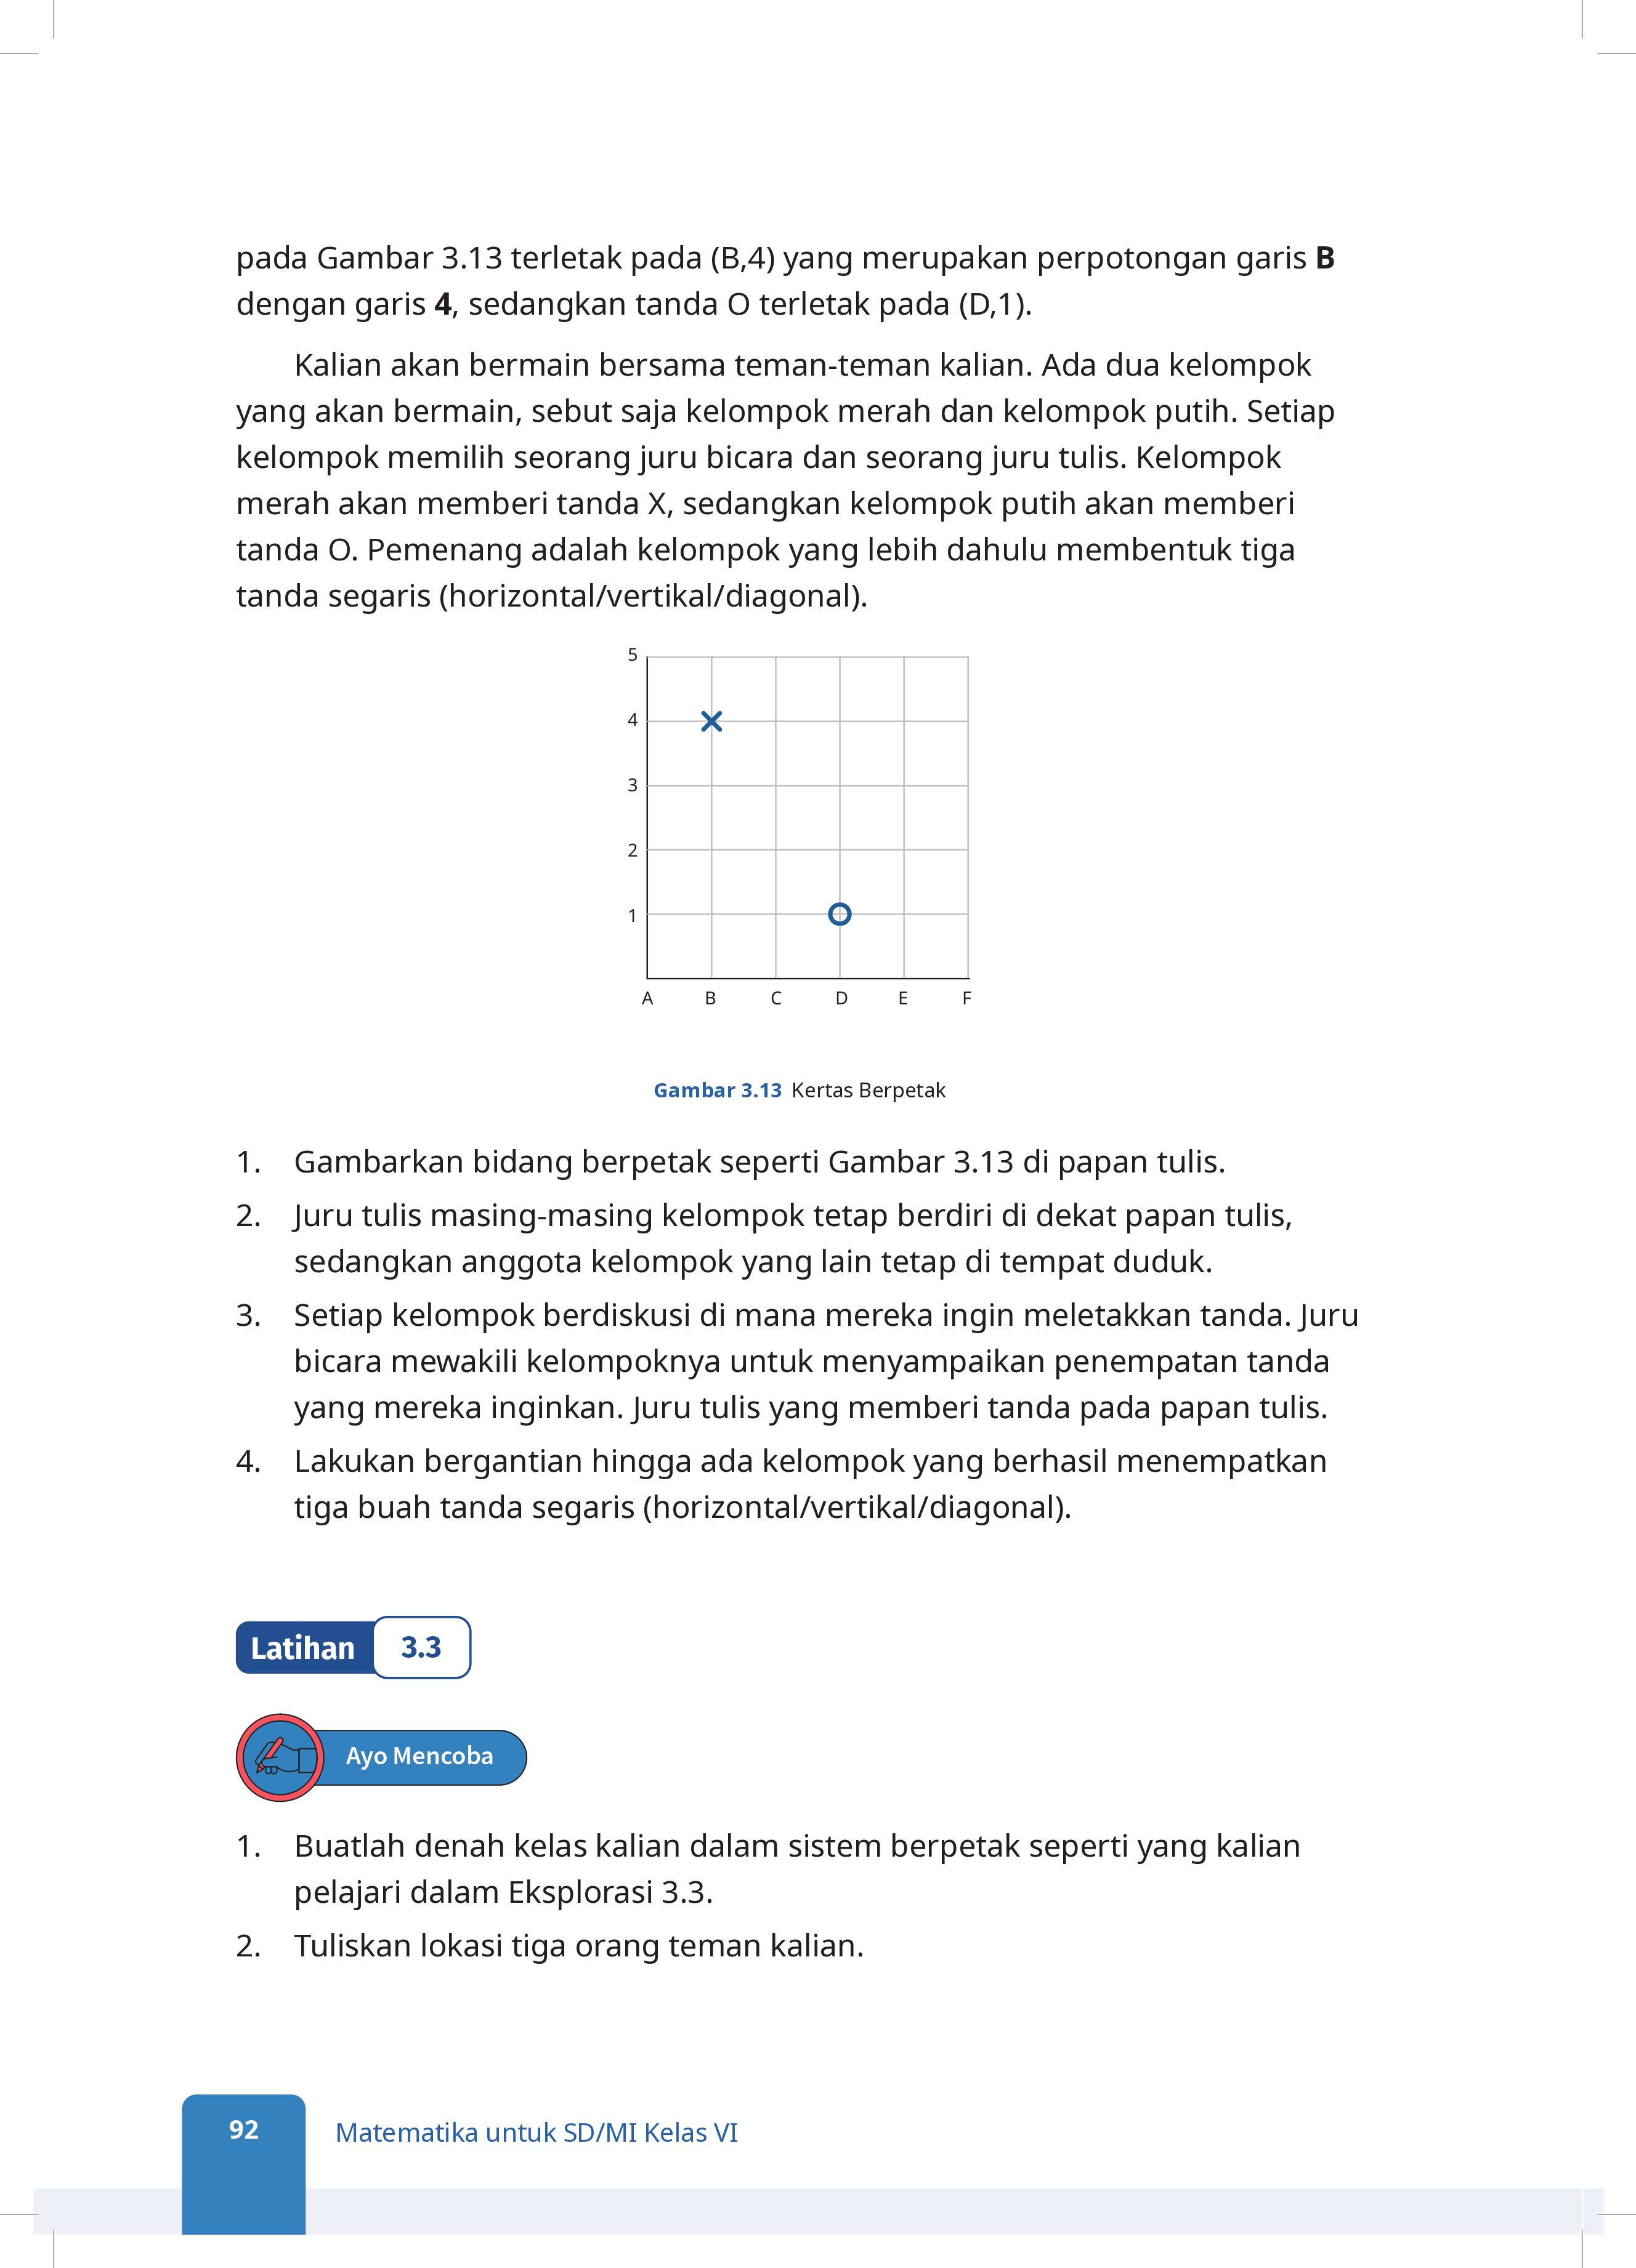 pada Gambar 3.13 terletak pada (B,4) yang merupakan perpotongan garis B
dengan garis 4, sedangkan tanda O terletak pada (D,1).
Kalian akan bermain bersama teman-teman kalian. Ada dua kelompok
yang akan bermain, sebut saja kelompok merah dan kelompok putih. Setiap
kelompok memilih seorang juru bicara dan seorang juru tulis. Kelompok
merah akan memberi tanda X, sedangkan kelompok putih akan memberi
tanda O. Pemenang adalah kelompok yang lebih dahulu membentuk tiga
tanda segaris (horizontal/vertikal/diagonal).
5
4
3
2
1
A B C D E F
Gambar 3.13 Kertas Berpetak
1. Gambarkan bidang berpetak seperti Gambar 3.13 di papan tulis.
2. Juru tulis masing-masing kelompok tetap berdiri di dekat papan tulis,
sedangkan anggota kelompok yang lain tetap di tempat duduk.
3. Setiap kelompok berdiskusi di mana mereka ingin meletakkan tanda. Juru
bicara mewakili kelompoknya untuk menyampaikan penempatan tanda
yang mereka inginkan. Juru tulis yang memberi tanda pada papan tulis.
4. Lakukan bergantian hingga ada kelompok yang berhasil menempatkan
tiga buah tanda segaris (horizontal/vertikal/diagonal).
Latihan 3.3
Ayo Mencoba
1. Buatlah denah kelas kalian dalam sistem berpetak seperti yang kalian
pelajari dalam Eksplorasi 3.3.
2. Tuliskan lokasi tiga orang teman kalian.
92 Matematika untuk SD/MI Kelas VI